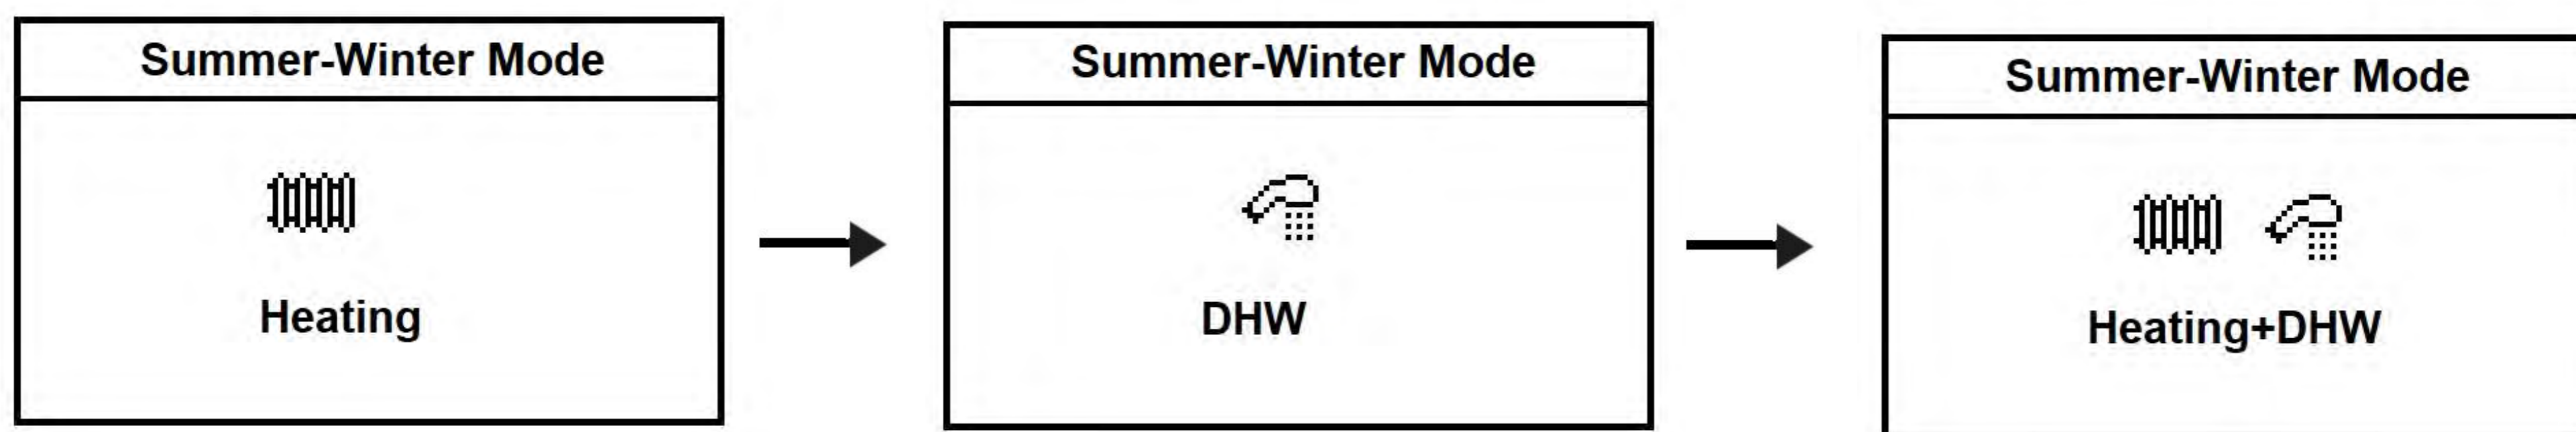 Summer-Winter Mode
Heating
Summer-Winter Mode
DHW
Summer-Winter Mode
Heating+DHW